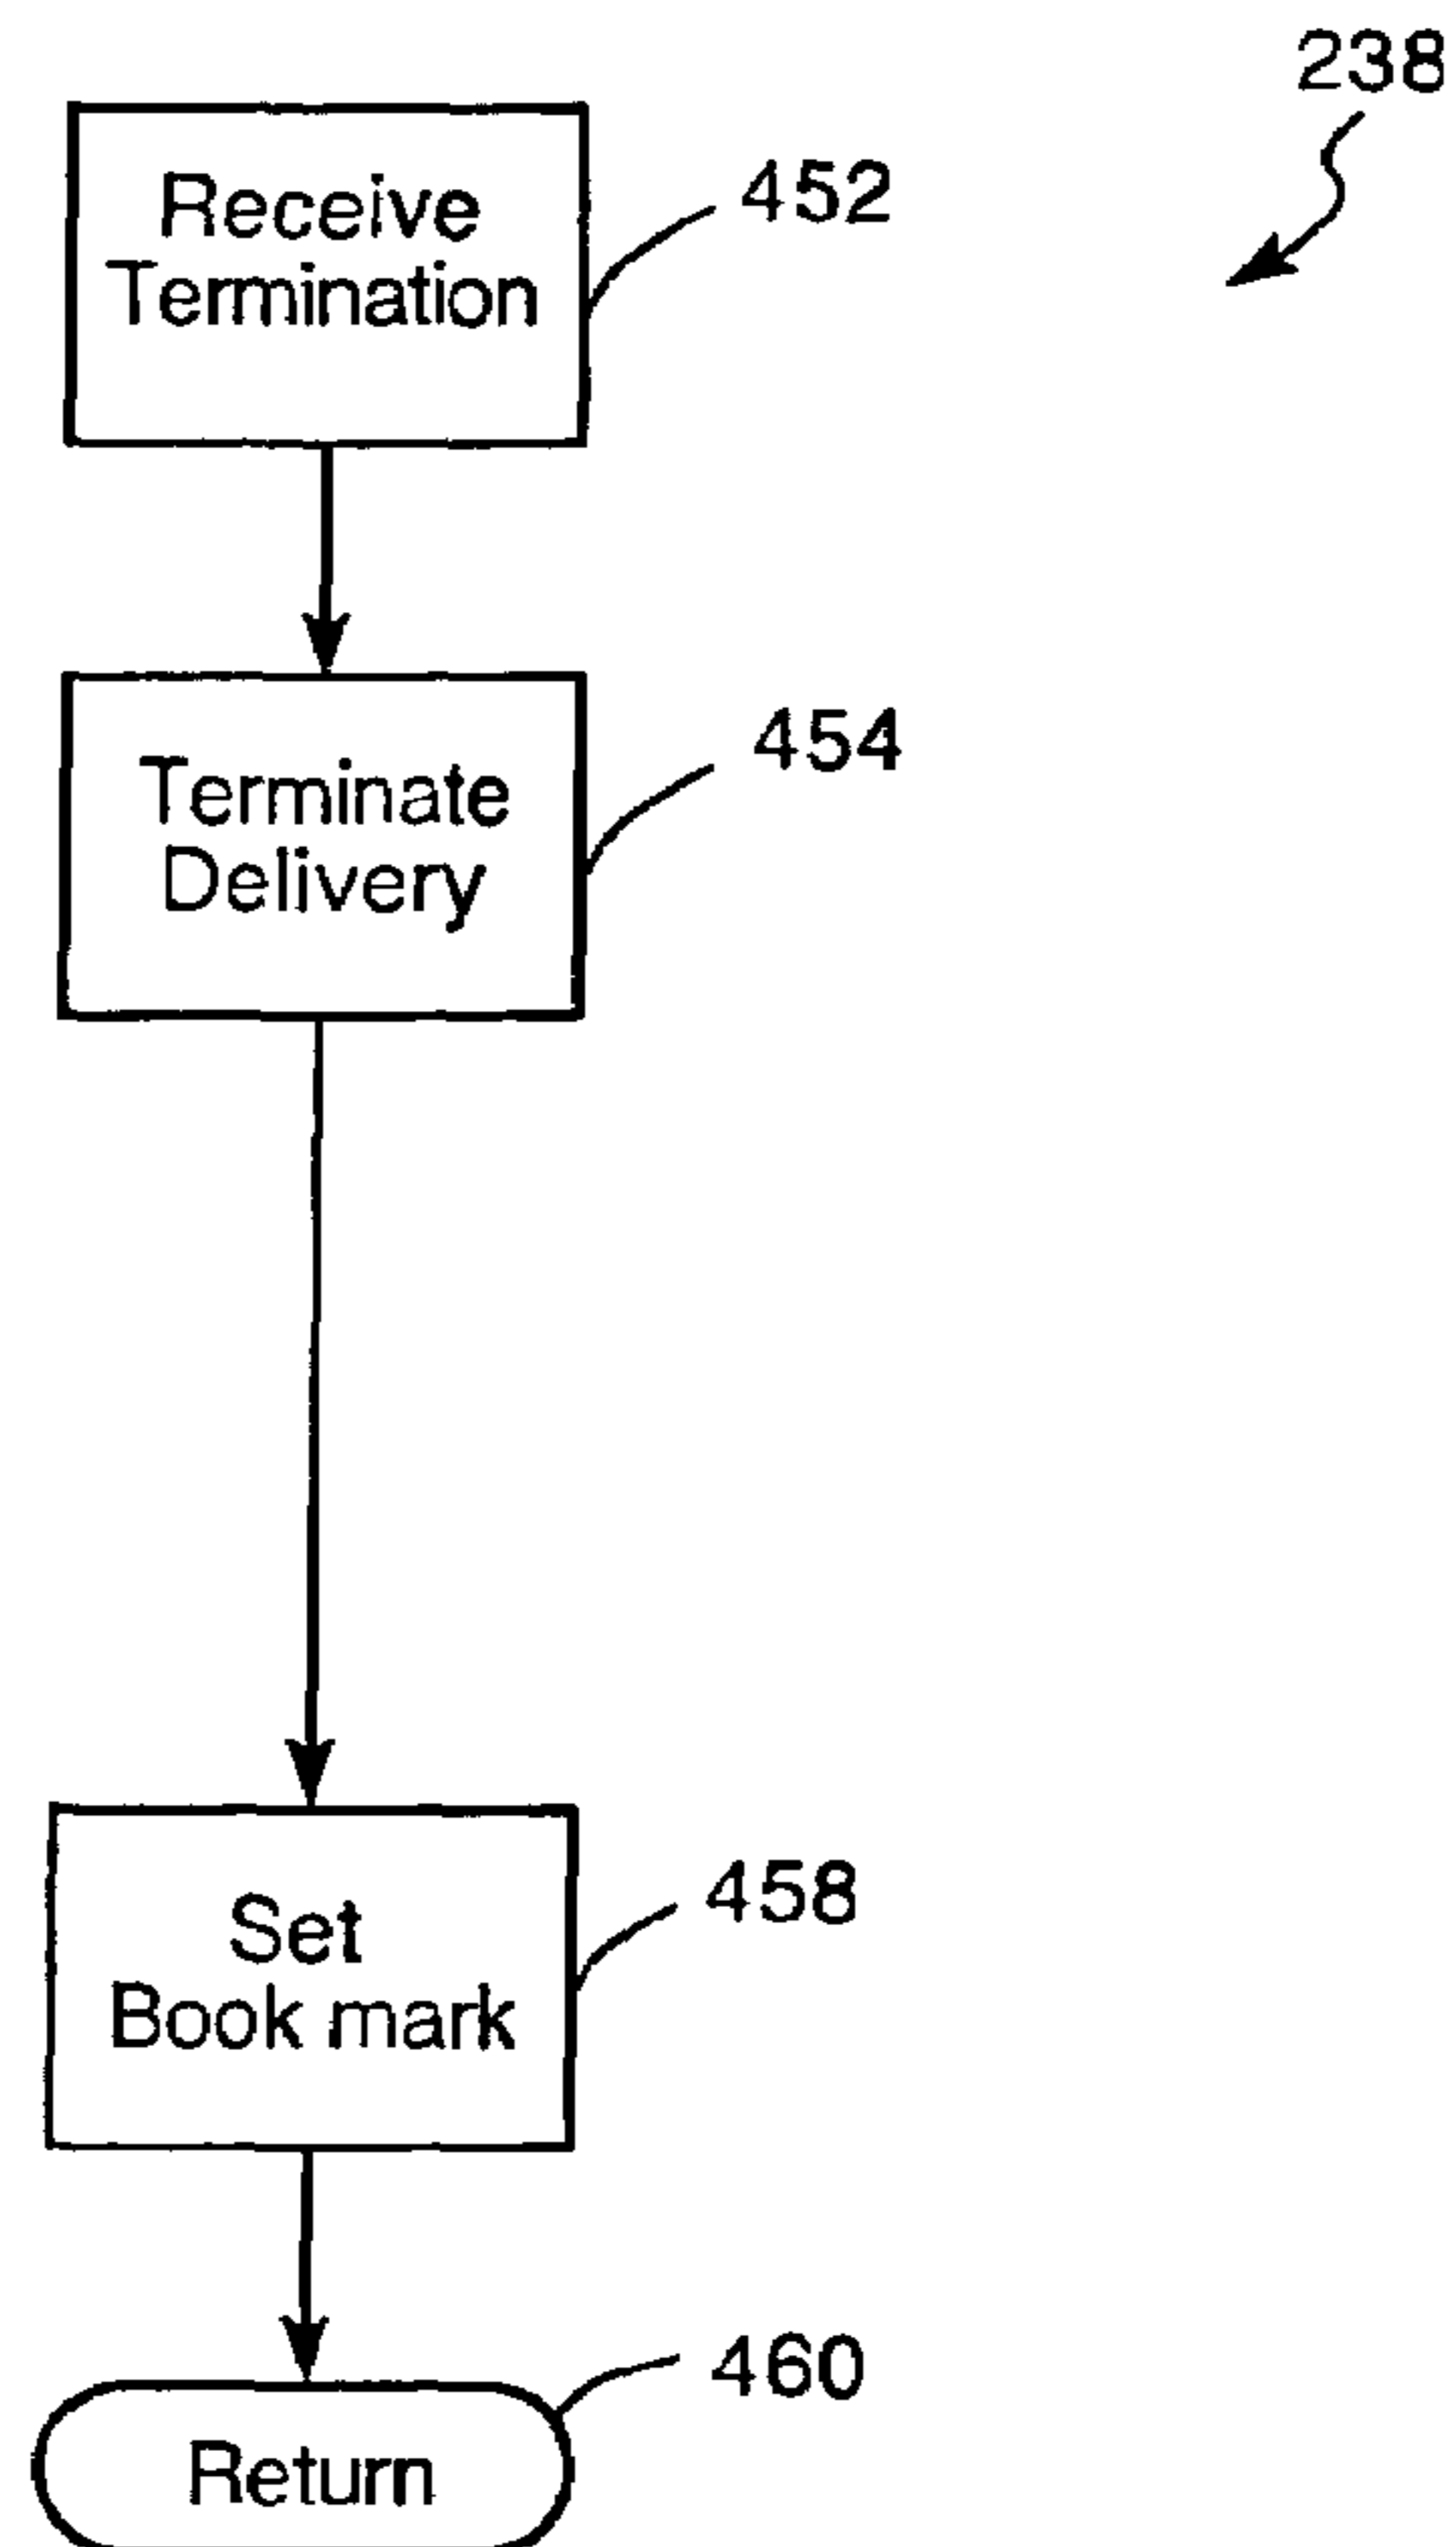 238
Receive
Termination
452
Terminate
Delivery
454
Set
Book mark
458
Return
460